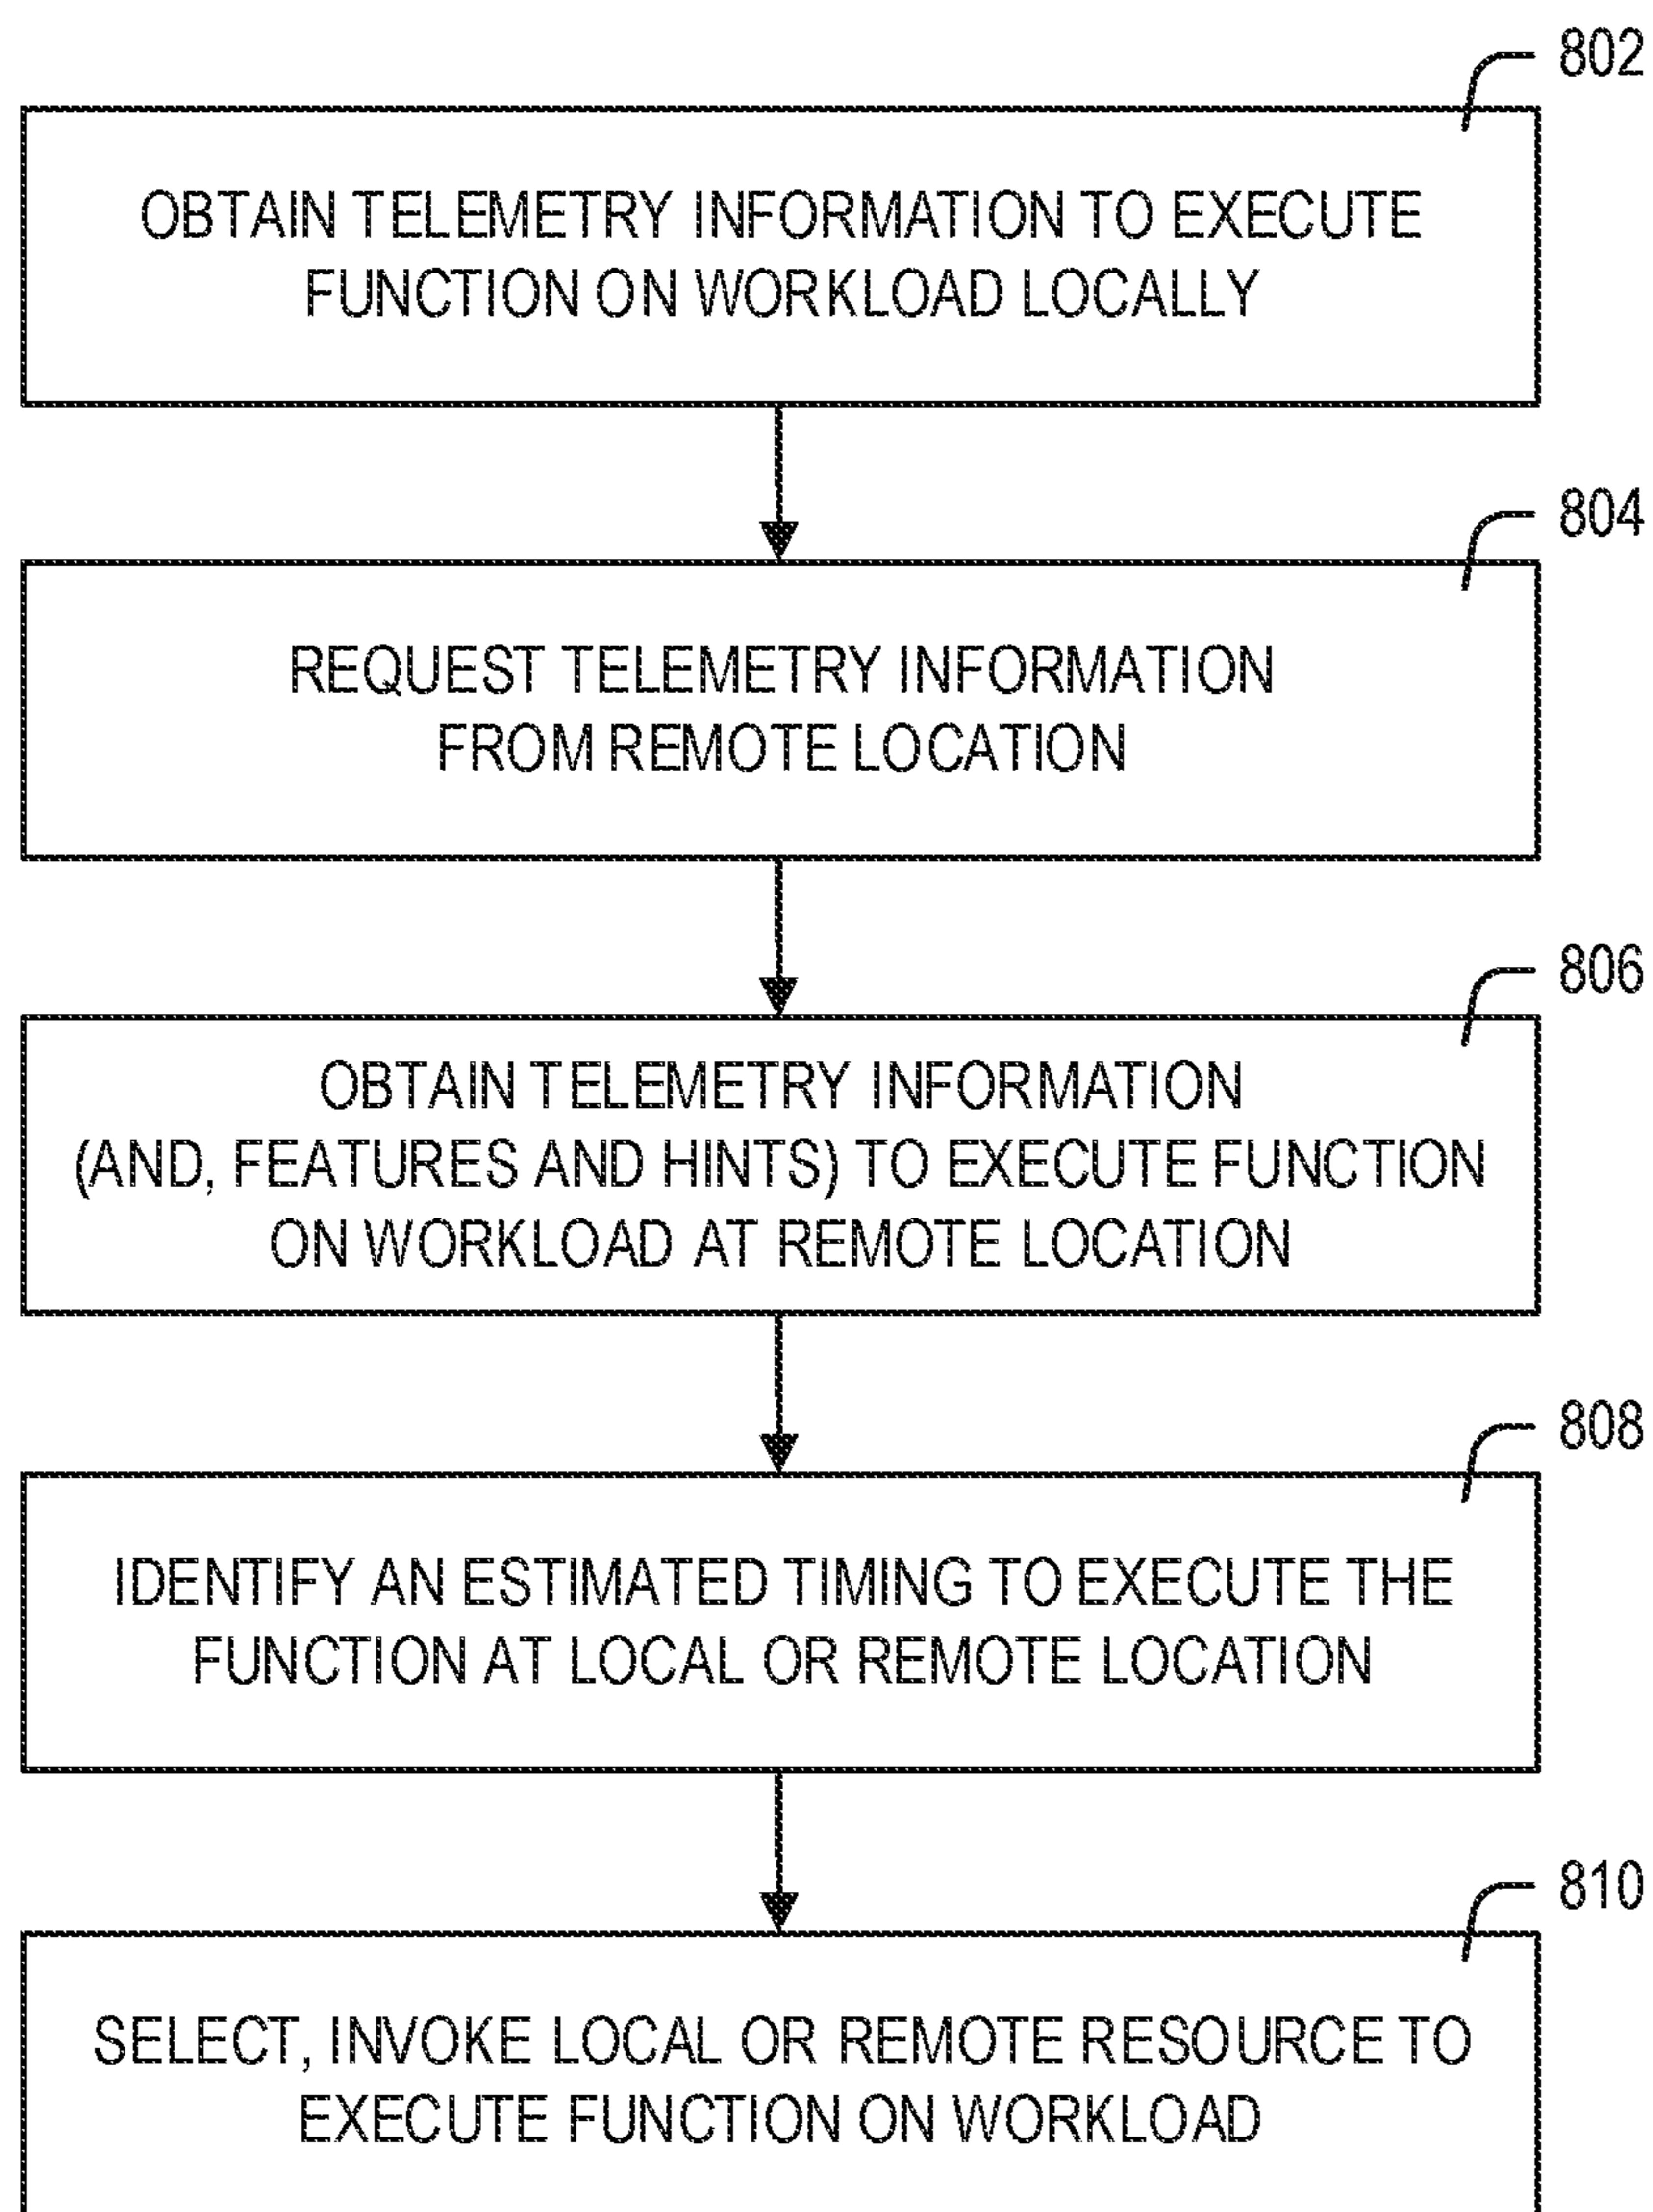 802
OBTAIN TELEMETRY INFORMATION TO EXECUTE
FUNCTION ON WORKLOAD LOCALLY
804
REQUEST TELEMETRY INFORMATION
FROM REMOTE LOCATION
806
OBTAIN TELEMETRY INFORMATION
(AND, FEATURES AND HINTS) TO EXECUTE FUNCTION
ON WORKLOAD AT REMOTE LOCATION
808
IDENTIFY AN ESTIMATED TIMING TO EXECUTE THE
FUNCTION AT LOCAL OR REMOTE LOCATION
810
SELECT, INVOKE LOCAL OR REMOTE RESOURCE TO
EXECUTE FUNCTION ON WORKLOAD